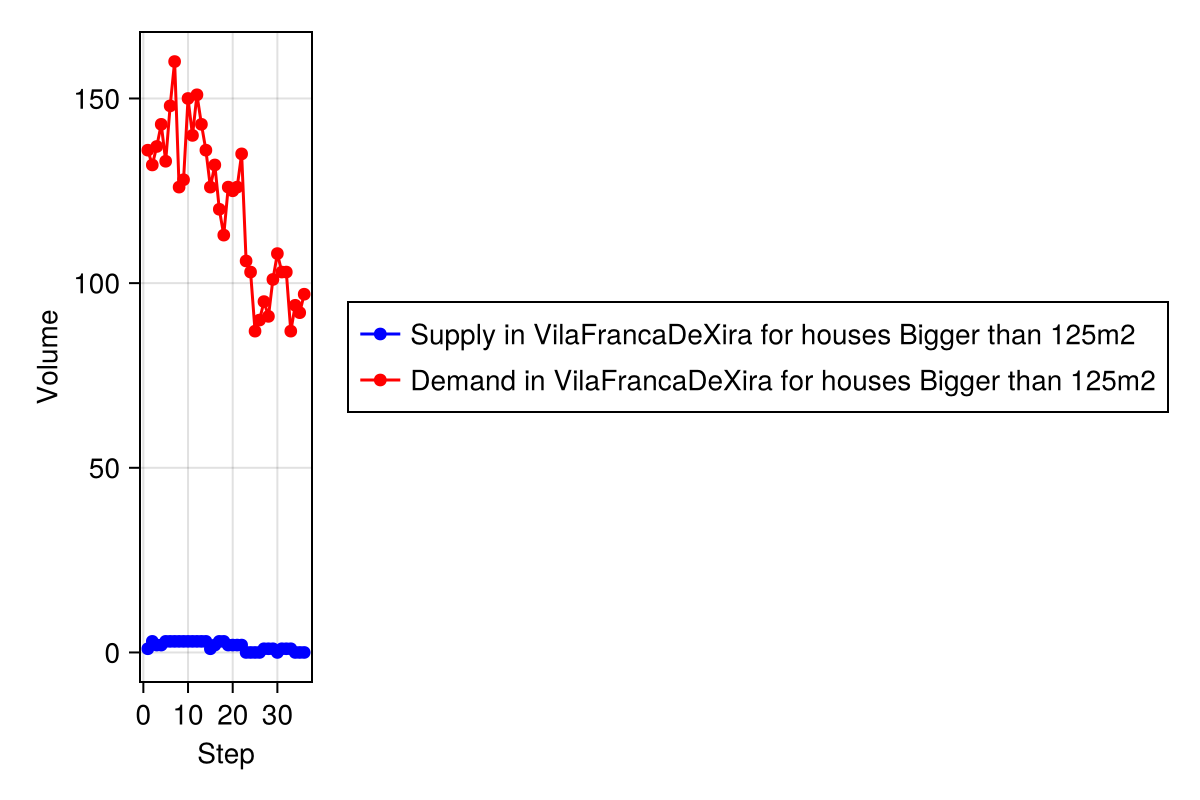 150
100
50
0
Volume
0 10 20 30
Step
Supply in VilaFrancaDeXira for houses Bigger than 125m2
Demand in VilaFrancaDeXira for houses Bigger than 125m2